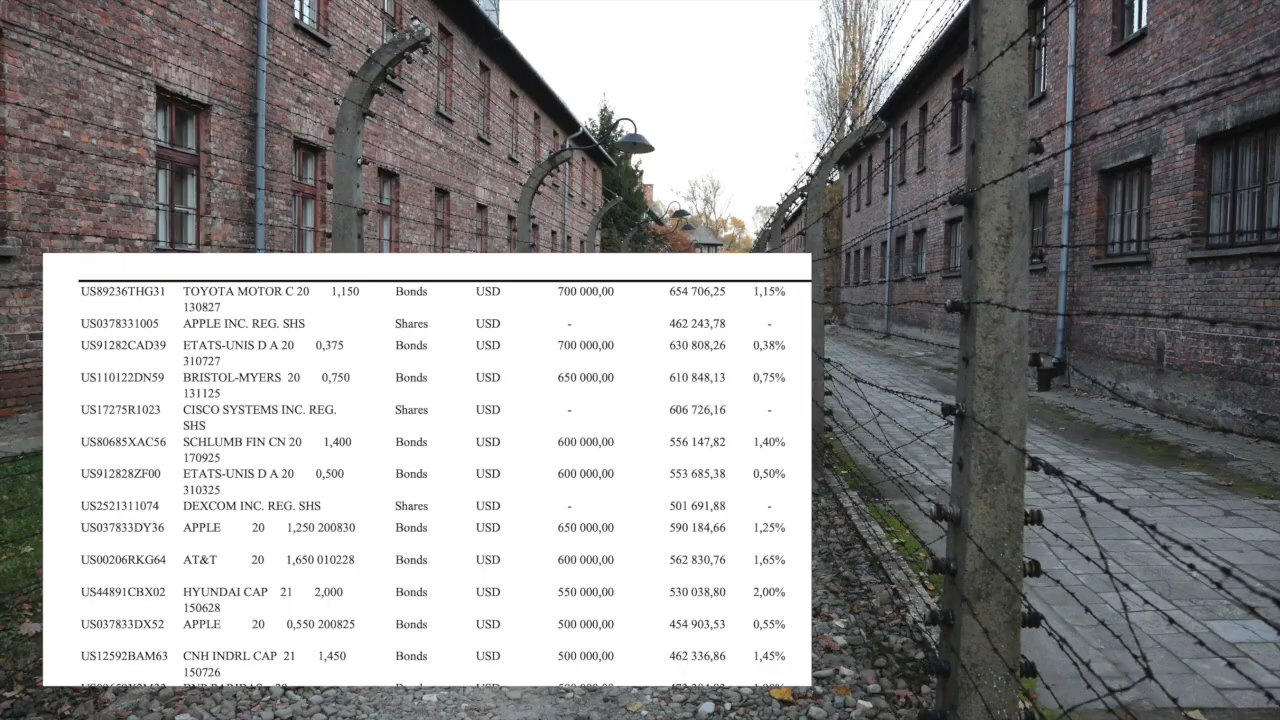 US89236THG31 TOYOTA MOTOR C 20 1,150 Bonds USD 700 000,00 654 706,25 1,15%
130827
US0378331005 APPLE INC. REG. SHS Shares USD - 462 243,78 -
US91282CAD39 ETATS-UNIS D A 20 0,375 Bonds USD 700 000,00 630 808,26 0,38%
310727
US110122DN59 BRISTOL-MYERS 20 0,750 Bonds USD 650 000,00 610 848,13 0,75%
131125
US17275R1023 CISCO SYSTEMS INC. REG. Shares USD - 606 726,16 -
SHS
US80685XAC56 SCHLUMB FIN CN 20 1,400 Bonds USD 600 000,00 556 147,82 1,40%
170925
US912828ZF00 ETATS-UNIS D A 20 0,500 Bonds USD 600 000,00 553 685,38 0,50%
310325
US2521311074 DEXCOM INC. REG. SHS Shares USD - 501 691,88 -
US037833DY36 APPLE 20 1,250 200830 Bonds USD 650 000,00 590 184,66 1,25%
US00206RKG64 AT&T 20 1,650 010228 Bonds USD 600 000,00 562 830,76 1,65%
US44891CBX02 HYUNDAI CAP 21 2,000 Bonds USD 550 000,00 530 038,80 2,00%
150628
US037833DX52 APPLE 20 0,550 200825 Bonds USD 500 000,00 454 903,53 0,55%
US12592BAM63 CNH INDRL CAP 21 1,450 Bonds USD 500 000,00 462 336,86 1,45%
150726